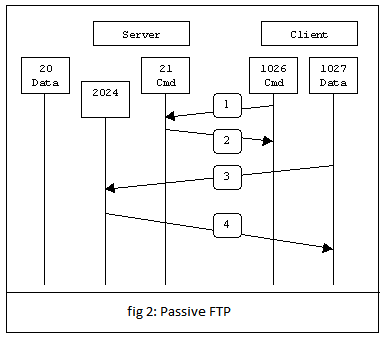 Server Client
20 21 1026 1027
Data 2024 Cmd Cmd Data
1
2
3
4
fig 2: Passive FTP